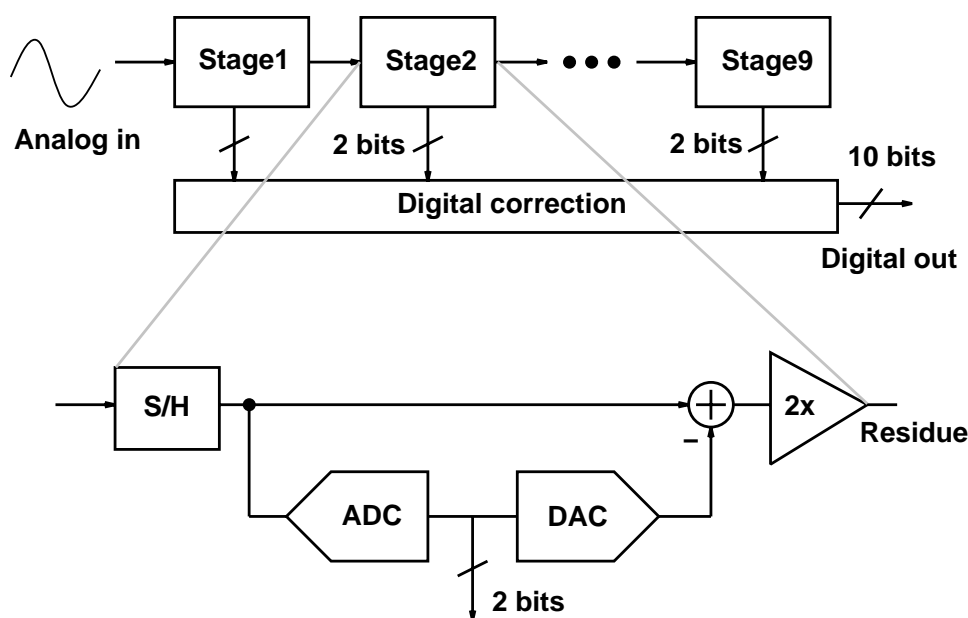 Stage1
Stage2
Stage9
Analog in
2 bits
2 bits
10 bits
Digital correction
Digital out
S/H
2x
Residue
ADC
DAC
2 bits